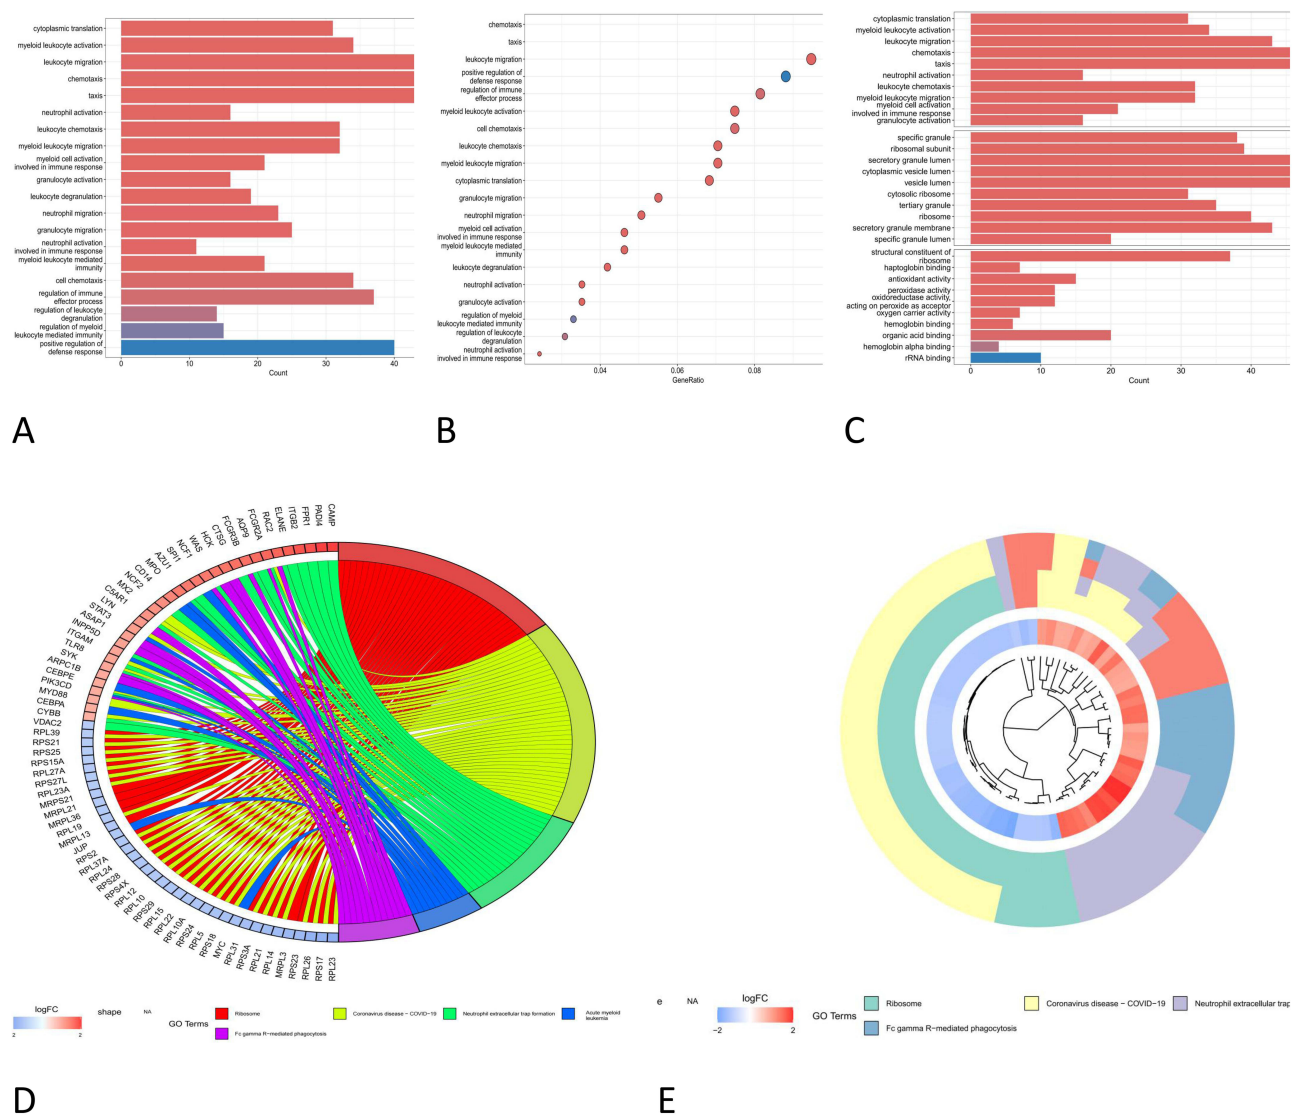 cytoplasmic translation
myeloid leukocyte activation
leukocyte migration
chemotaxis
taxis
neutrophil activation
leukocyte chemotaxis
myeloid leukocyte migration
myeloid cell activation
involved in immune response
granulocyte activation
leukocyte degranulation
neutrophil migration
granulocyte migration
neutrophil activation
involved in immune response
myeloid leukocyte mediated
immunity
cell chemotaxis
regulation of immune
effector process
regulation of leukocyte
degranulation
regulation of myeloid
leukocyte mediated immunity
positive regulation of
defense response
0 10 20 30 40
Count
A
chemotaxis
taxis
leukocyte migration
positive regulation of
defense response
regulation of immune
effector process
myeloid leukocyte activation
cell chemotaxis
leukocyte chemotaxis
myeloid leukocyte migration
cytoplasmic translation
granulocyte migration
neutrophil migration
myeloid cell activation
involved in immune response
myeloid leukocyte mediated
immunity
leukocyte degranulation
neutrophil activation
granulocyte activation
regulation of myeloid
leukocyte mediated immunity
regulation of leukocyte
degranulation
neutrophil activation
involved in immune response
0.04 0.06 0.08
GeneRatio
B
cytoplasmic translation
myeloid leukocyte activation
leukocyte migration
chemotaxis
taxis
neutrophil activation
leukocyte chemotaxis
myeloid leukocyte migration
myeloid cell activation
involved in immune response
granulocyte activation
specific granule
ribosomal subunit
secretory granule lumen
cytoplasmic vesicle lumen
vesicle lumen
cytosolic ribosome
tertiary granule
ribosome
secretory granule membrane
specific granule lumen
structural constituent of
ribosome
haptoglobin binding
antioxidant activity
peroxidase activity
oxidoreductase activity,
acting on peroxide as acceptor
oxygen carrier activity
hemoglobin binding
organic acid binding
hemoglobin alpha binding
rRNA binding
0 10 20 30 40
Count
C
CAMP
PADI4
FPR1
ITGB2
ELANE
RAC2
FCGR2A
AQP9
FCGR3B
CTSG
HCK
WAS
NCF1
SPI1
AZU1
MPO
CD14
NCF2
MX2
C5AR1
LYN
STAT3
ASAP1
INPP5D
ITGAM
TLR8
SYK
ARPC1B
CEBPE
PIK3CD
MYD88
CEBPA
CYBB
VDAC2
RPL39
RPS21
RPS25
RPS15A
RPL27A
RPS27L
RPL23A
MRPS21
MRPL21
MRPL36
RPL19
MRPL13
JUP
RPS2
RPL37A
RPL24
RPS28
RPS4X
RPL12
RPL10
RPS29
RPL15
RPL22
RPL10A
RPS24
RPL5
RPS18
MYC
RPL31
RPS3A
RPL21
RPL14
MRPL3
RPS23
RPL26
RPS17
RPL23
logFC
2 2
shape NA
GO Terms
Ribosome
Coronavirus disease − COVID−19
Neutrophil extracellular trap formation
Acute myeloid
leukemia
Fc gamma R−mediated phagocytosis
D
e NA
logFC
−2 2
GO Terms
Ribosome
Coronavirus disease − COVID−19
Neutrophil extracellular trap
Fc gamma R−mediated phagocytosis
E